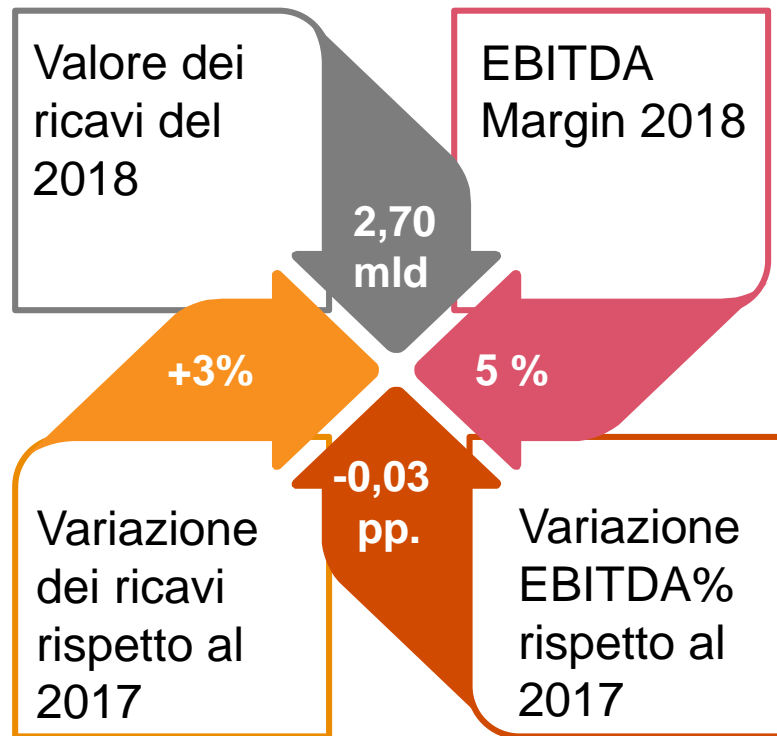 Valore dei
ricavi del
2018
2,70
mld
EBITDA
Margin 2018
5 %
+3%
Variazione
dei ricavi
rispetto al
2017
-0,03
pp.
Variazione
EBITDA%
rispetto al
2017